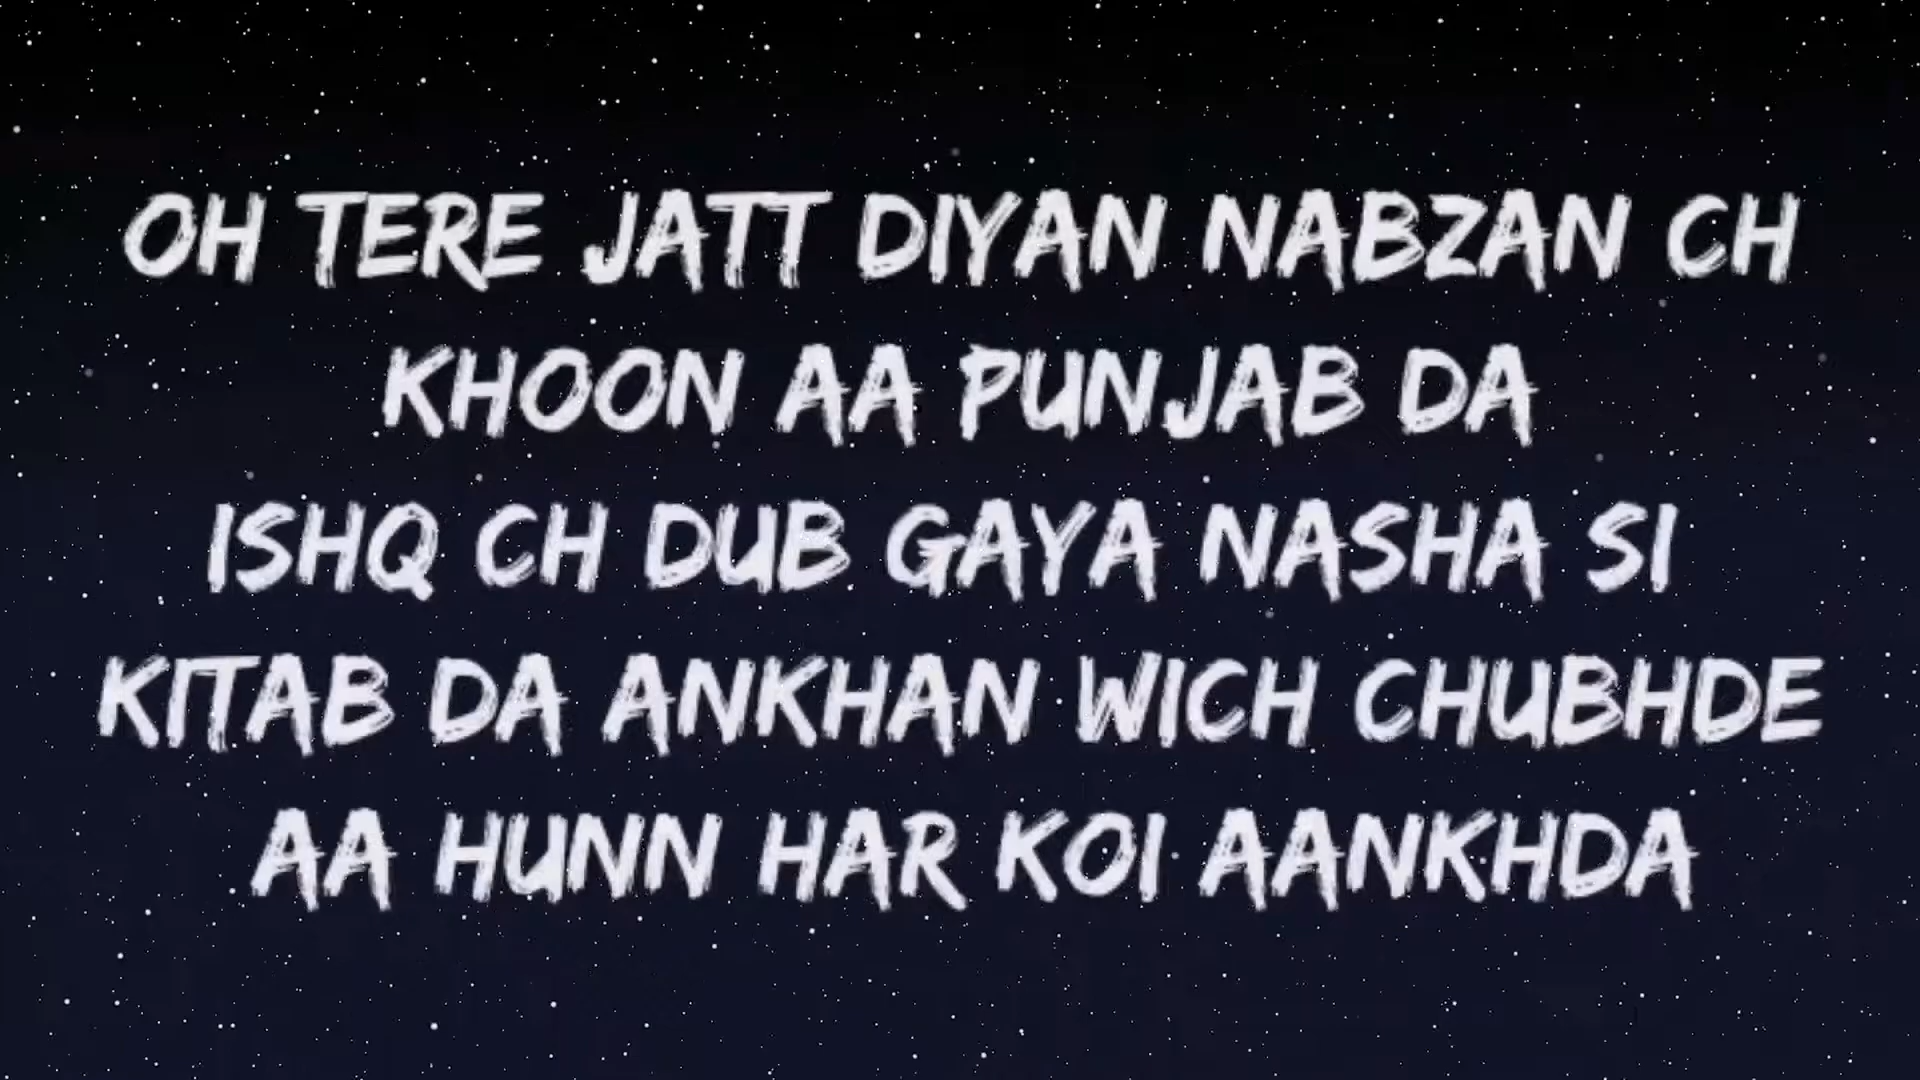 OH TERE JATT DIYAN NABZAN CH
KHOON AA PUNJAB DA
ISHQ CH DUB GAYA NASHA SI
KITAB DA ANKHAN WICH CHUBHDE
AA HUNN HAR KOI AANKHDA